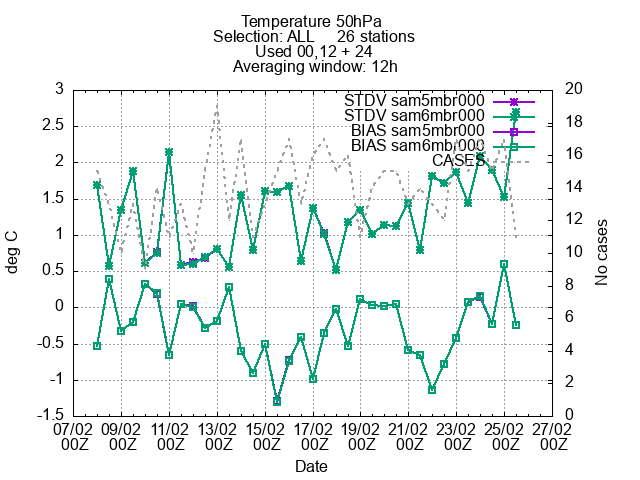 Temperature 50hPa
Selection: ALL 26 stations
Used 00,12 + 24
Averaging window: 12h
STDV sam5mbr000
STDV sam6mbr000
BIAS sam5mbr000
BIAS sam6mbr000
CASES
3
2.5
2
1.5
1
0.5
0
-0.5
-1
-1.5
deg C
20
18
16
14
12
10
8
6
4
2
0
No cases
07/02 09/02 11/02 13/02 15/02 17/02 19/02 21/02 23/02 25/02 27/02
00Z 00Z 00Z 00Z 00Z 00Z 00Z 00Z 00Z 00Z 00Z
Date